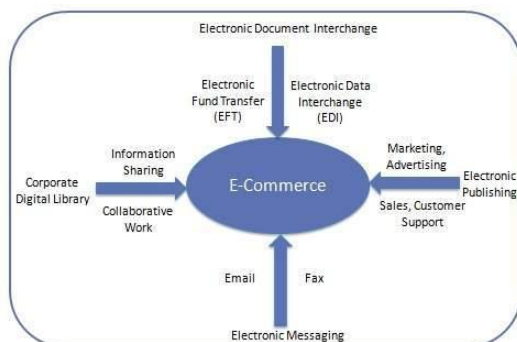 Electronic Document Interchange
Electronic
Fund Transfer
(EFT)
Electronic Data
Interchange
(EDI)
Information
Sharing
Marketing,
Advertising
Corporate
Digital Library
E-Commerce
Electronic
Publishing
Collaborative
Work
Sales, Customer
Support
Email
Fax
Electronic Messaging